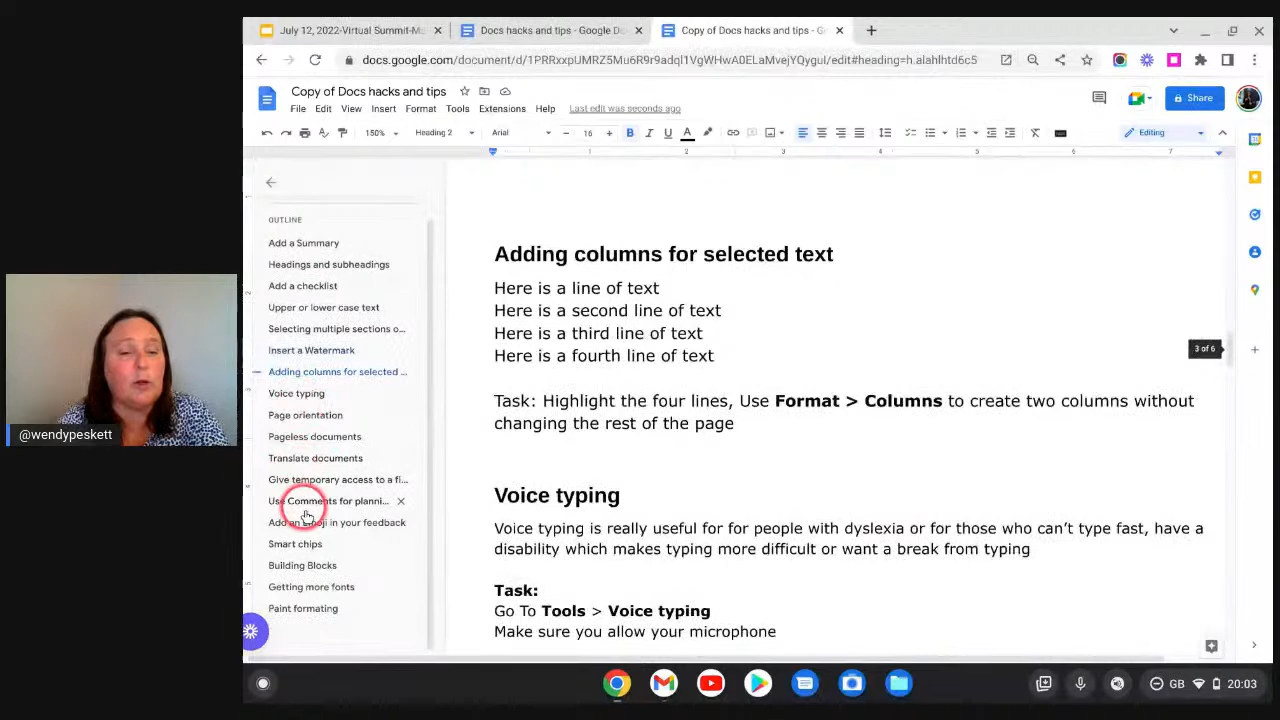 July 12, 2022-Virtual Summit-M
Docs hacks and tips - Google D
Copy of Docs hacks and tips - G
docs.google.com/document/d/1PRRxxpUMRZ5Mu6R9r9adql1VgWHwA0ELaMvejYQyguI/edit#heading=h.alahlhtd6c5
Copy of Docs hacks and tips
File Edit View Insert Format Tools Extensions Help Last edit was seconds ago
Share
150% Heading 2 Arial 16 B I U A Editing
1 2 3 4 5 6 7
OUTLINE
Add a Summary
Headings and subheadings
Add a checklist
Upper or lower case text
Selecting multiple sections o...
Insert a Watermark
Adding columns for selected ...
Voice typing
Page orientation
Pageless documents
Translate documents
Give temporary access to a fi...
Use Comments for planni...
Add an Emoji in your feedback
Smart chips
Building Blocks
Getting more fonts
Paint formating
Adding columns for selected text
Here is a line of text
Here is a second line of text
Here is a third line of text
Here is a fourth line of text
Task: Highlight the four lines, Use Format > Columns to create two columns without
changing the rest of the page
Voice typing
Voice typing is really useful for for people with dyslexia or for those who can’t type fast, have a
disability which makes typing more difficult or want a break from typing
Task:
Go To Tools > Voice typing
Make sure you allow your microphone
3 of 6
@wendypeskett
GB 20:03